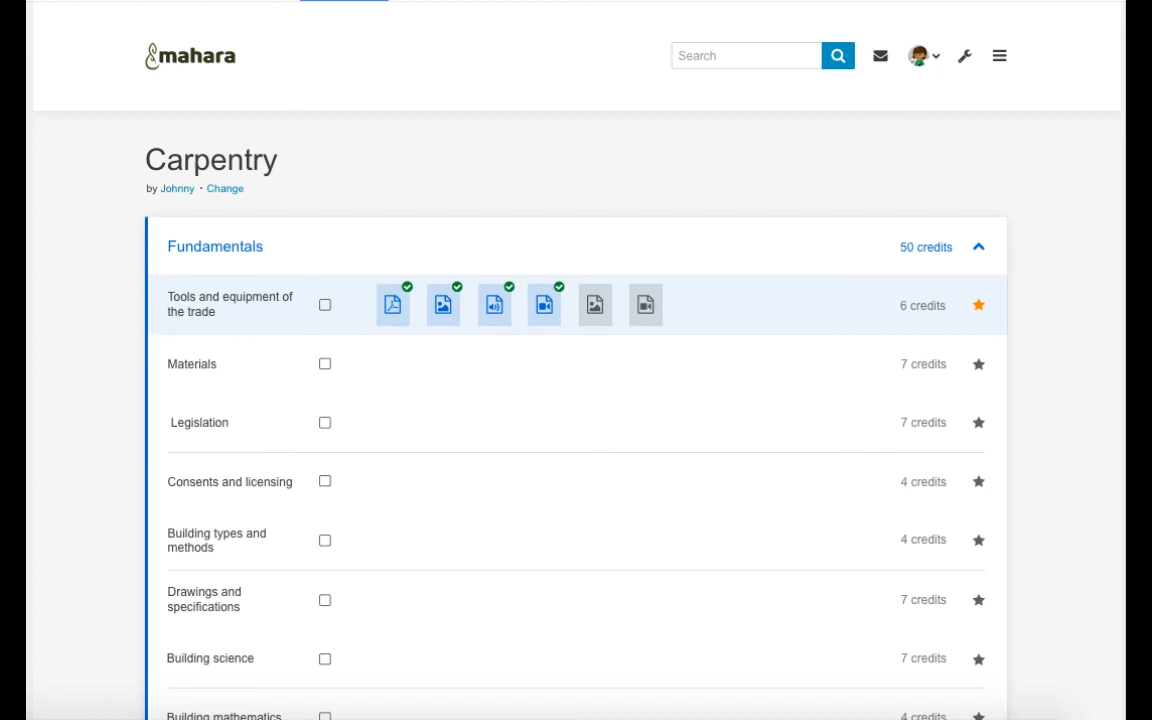 mahara
Search
Carpentry
by Johnny · Change
Fundamentals 50 credits
Tools and equipment of
the trade
6 credits
Materials 7 credits
Legislation 7 credits
Consents and licensing 4 credits
Building types and
methods
4 credits
Drawings and
specifications
7 credits
Building science 7 credits
Building mathematics 4 credits